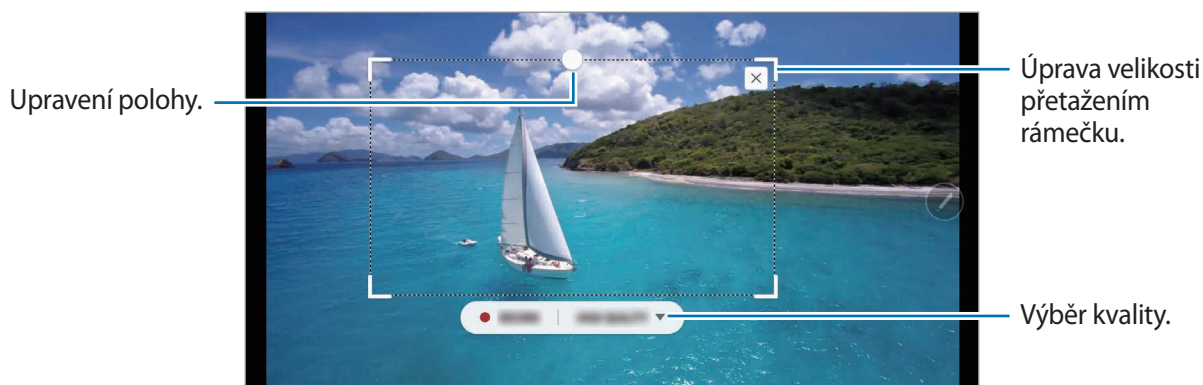 Upravení polohy.
Úprava velikosti
přetažením
rámečku.
Výběr kvality.